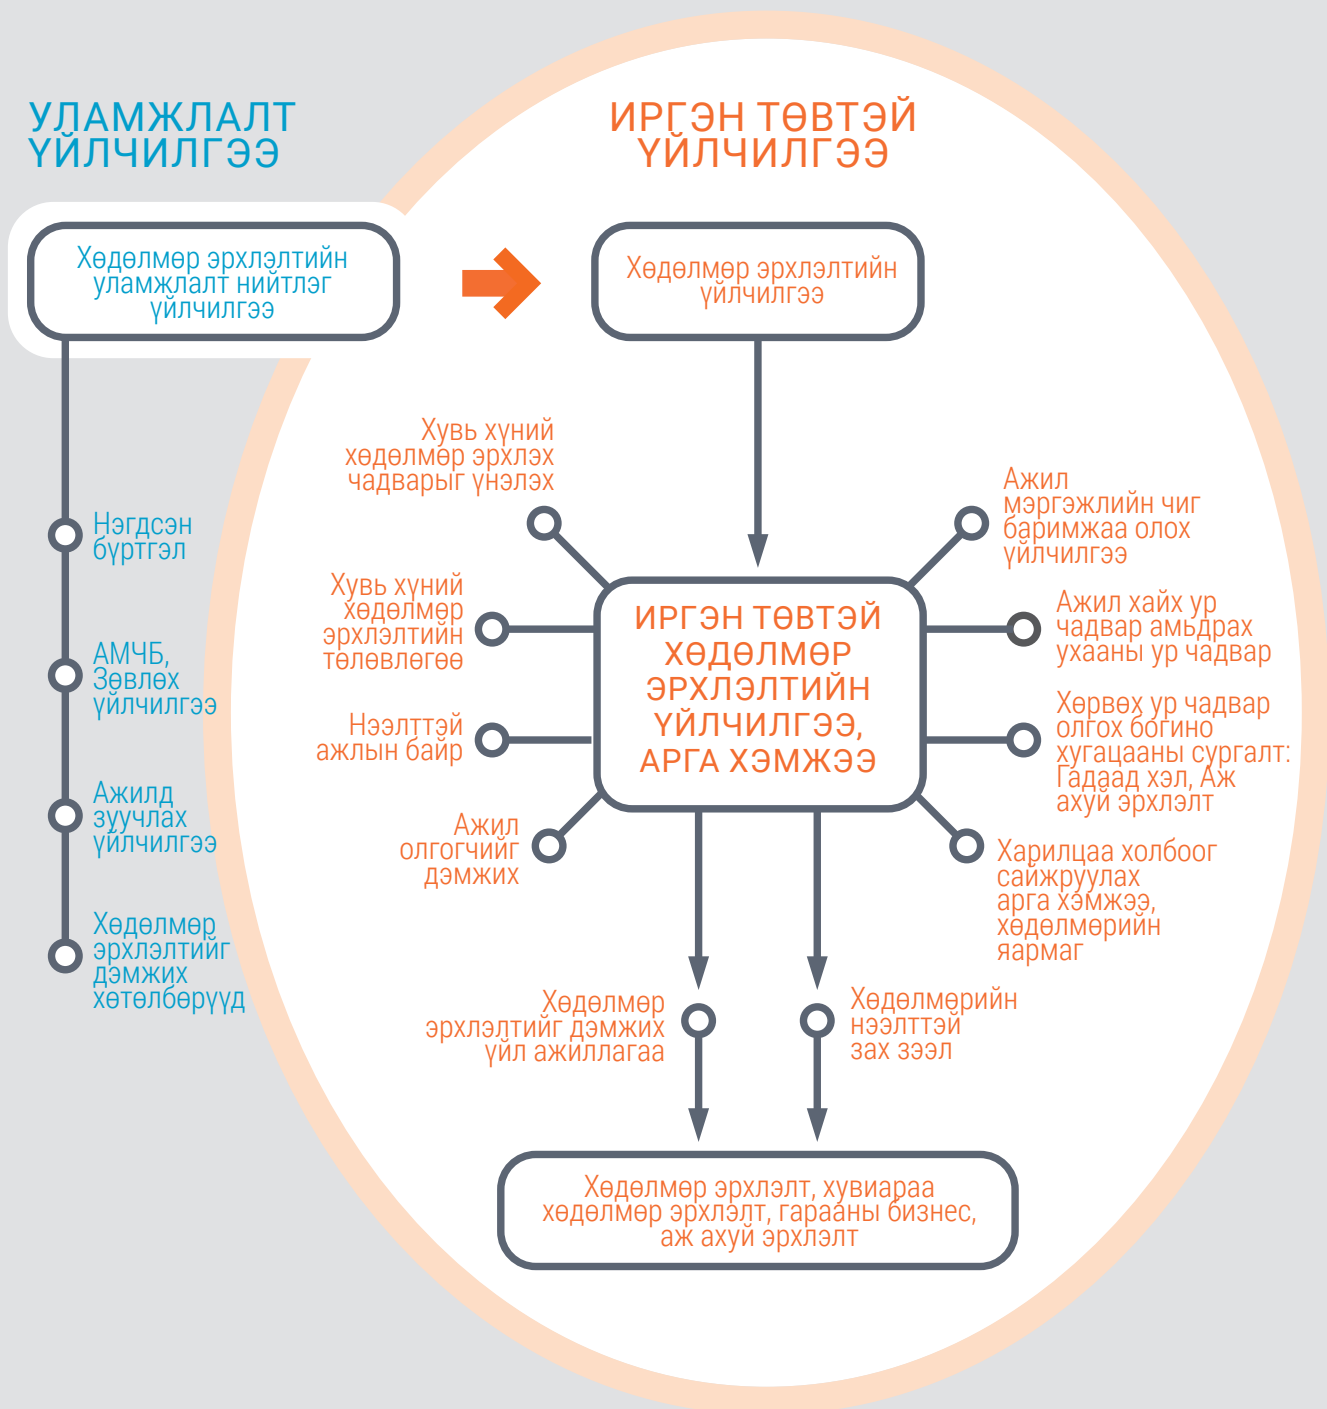 УЛАМЖЛАЛТ
ҮЙЛЧИЛГЭЭ
Хөдөлмөр эрхлэлтийн
уламжлалт нийтлэг
үйлчилгээ
Нэгдсэн
бүртгэл
АМЧБ,
Зөвлөх
үйлчилгээ
Ажилд
зуучлах
үйлчилгээ
Хөдөлмөр
эрхлэлтийг
дэмжих
хөтөлбөрүүд
ИРГЭН ТӨВТЭЙ
ҮЙЛЧИЛГЭЭ
Хөдөлмөр эрхлэлтийн
үйлчилгээ
Хувь хүний
хөдөлмөр эрхлэх
чадварыг үнэлэх
Хувь хүний
хөдөлмөр
эрхлэлтийн
төлөвлөгөө
Нээлттэй
ажлын байр
Ажил
олгогчийг
дэмжих
ИРГЭН ТӨВТЭЙ
ХӨДӨЛМӨР
ЭРХЛЭЛТИЙН
ҮЙЛЧИЛГЭЭ,
АРГА ХЭМЖЭЭ
Ажил
мэргэжлийн чиг
баримжаа олох
үйлчилгээ
Ажил хайх ур
чадвар амьдрах
ухааны ур чадвар
Хөрвөх ур чадвар
олгох богино
хугацааны сургалт:
Гадаад хэл, Аж
ахуй эрхлэлт
Харилцаа холбоог
сайжруулах
арга хэмжээ,
хөдөлмөрийн
яармаг
Хөдөлмөр
эрхлэлтийг дэмжих
үйл ажиллагаа
Хөдөлмөрийн
нээлттэй
зах зээл
Хөдөлмөр эрхлэлт, хувиараа
хөдөлмөр эрхлэлт, гарааны бизнес,
аж ахуй эрхлэлт